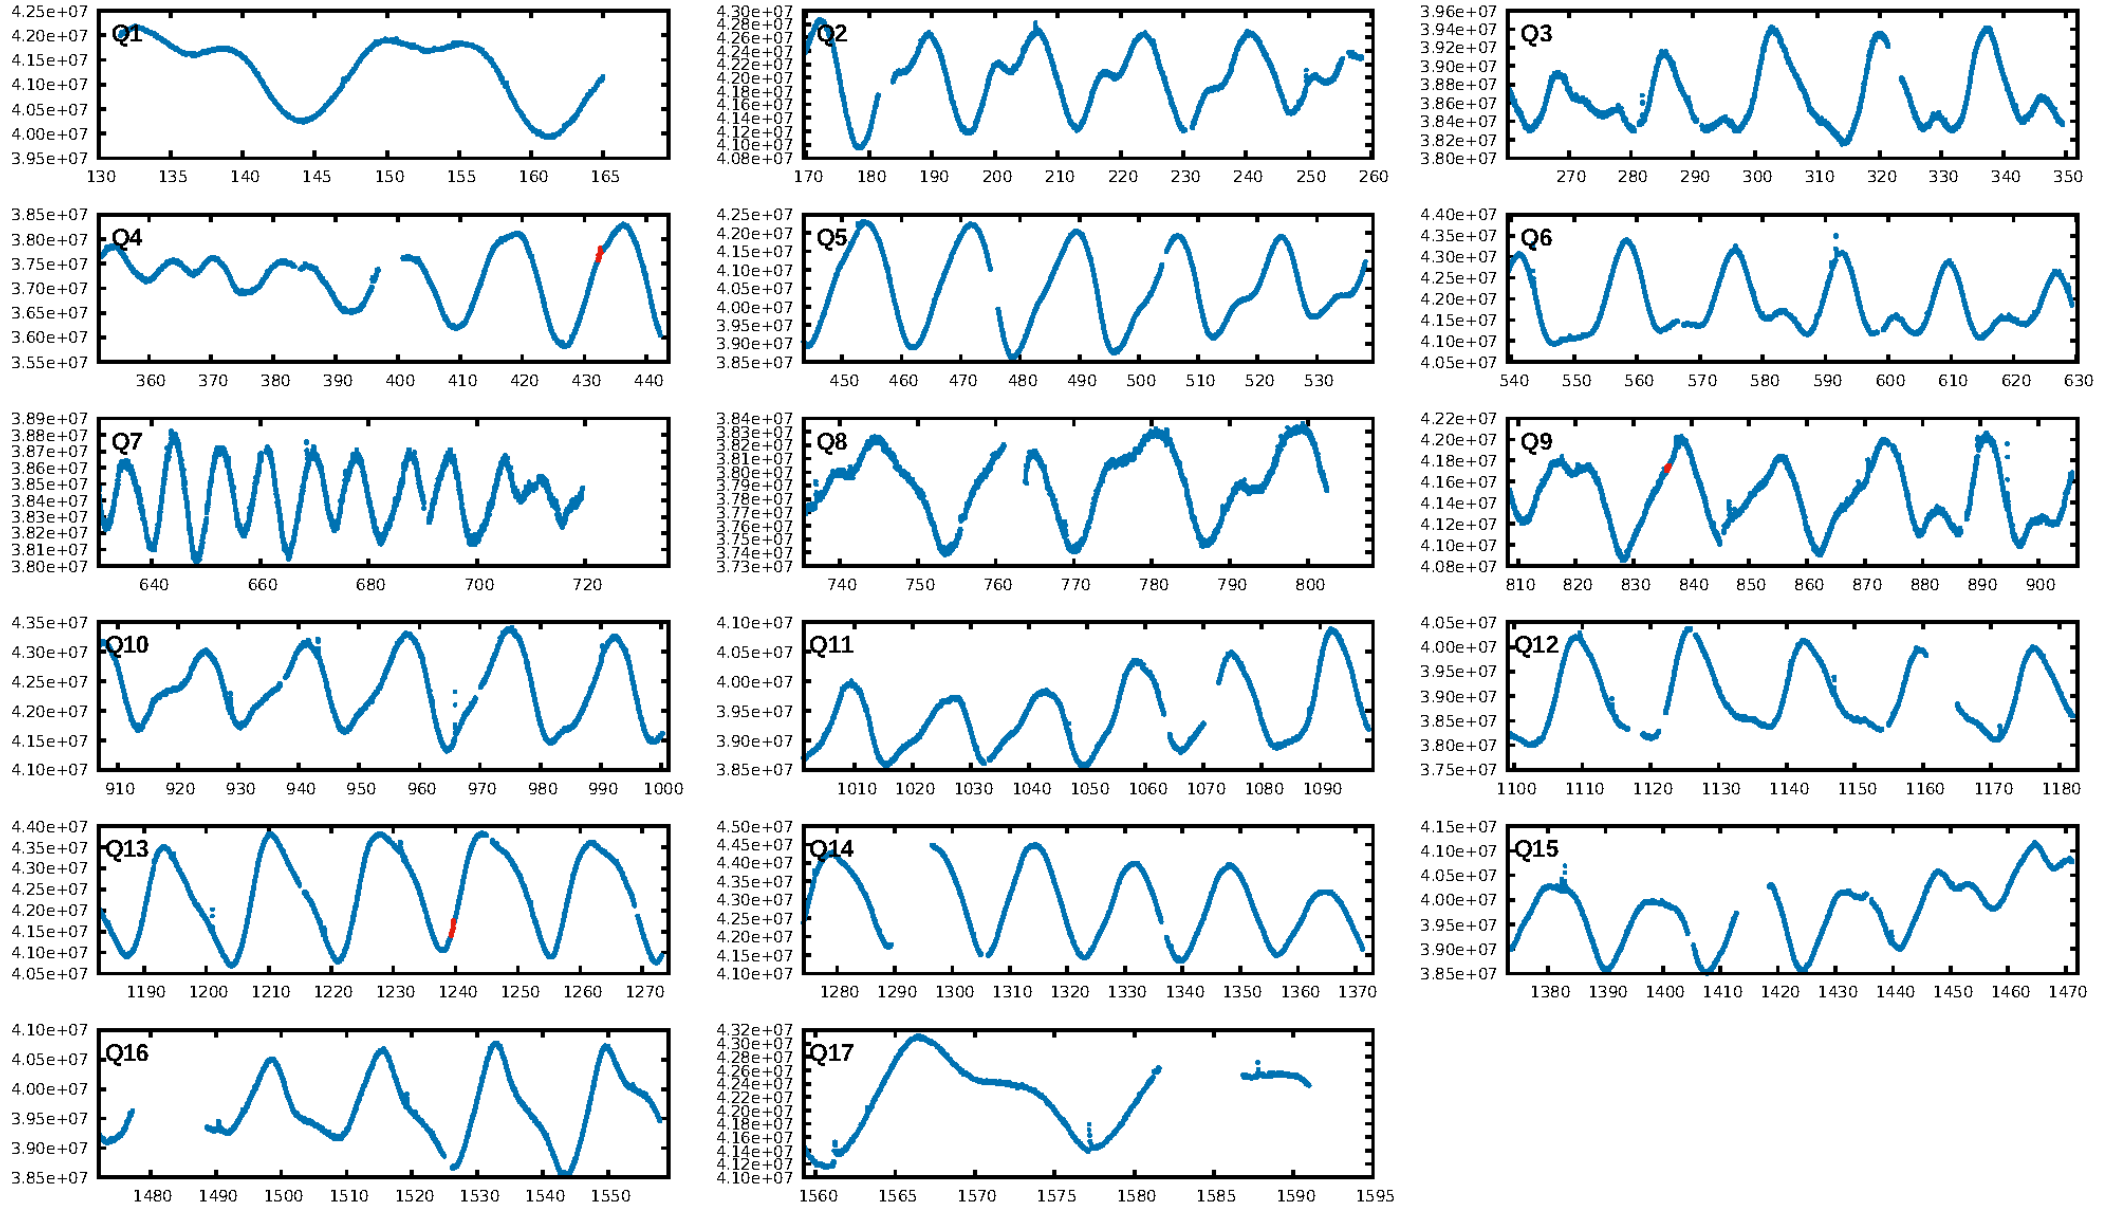 4.25e+07
4.20e+07
4.15e+07
4.10e+07
4.05e+07
4.00e+07
3.95e+07
Q1
130 135 140 145 150 155 160 165
4.30e+07
4.28e+07
4.26e+07
4.24e+07
4.22e+07
4.20e+07
4.18e+07
4.16e+07
4.14e+07
4.12e+07
4.10e+07
4.08e+07
Q2
170 180 190 200 210 220 230 240 250 260
3.96e+07
3.94e+07
3.92e+07
3.90e+07
3.88e+07
3.86e+07
3.84e+07
3.82e+07
3.80e+07
Q3
270 280 290 300 310 320 330 340 350
3.85e+07
3.80e+07
3.75e+07
3.70e+07
3.65e+07
3.60e+07
3.55e+07
Q4
360 370 380 390 400 410 420 430 440
4.25e+07
4.20e+07
4.15e+07
4.10e+07
4.05e+07
4.00e+07
3.95e+07
3.90e+07
3.85e+07
Q5
450 460 470 480 490 500 510 520 530
4.40e+07
4.35e+07
4.30e+07
4.25e+07
4.20e+07
4.15e+07
4.10e+07
4.05e+07
Q6
540 550 560 570 580 590 600 610 620 630
3.89e+07
3.88e+07
3.87e+07
3.86e+07
3.85e+07
3.84e+07
3.83e+07
3.82e+07
3.81e+07
3.80e+07
Q7
640 660 680 700 720
3.84e+07
3.83e+07
3.82e+07
3.81e+07
3.80e+07
3.79e+07
3.78e+07
3.77e+07
3.76e+07
3.75e+07
3.74e+07
3.73e+07
Q8
740 750 760 770 780 790 800
4.22e+07
4.20e+07
4.18e+07
4.16e+07
4.14e+07
4.12e+07
4.10e+07
4.08e+07
Q9
810 820 830 840 850 860 870 880 890 900
4.35e+07
4.30e+07
4.25e+07
4.20e+07
4.15e+07
4.10e+07
Q10
910 920 930 940 950 960 970 980 990 1000
4.10e+07
4.05e+07
4.00e+07
3.95e+07
3.90e+07
3.85e+07
Q11
1010 1020 1030 1040 1050 1060 1070 1080 1090
4.05e+07
4.00e+07
3.95e+07
3.90e+07
3.85e+07
3.80e+07
3.75e+07
Q12
1100 1110 1120 1130 1140 1150 1160 1170 1180
4.40e+07
4.35e+07
4.30e+07
4.25e+07
4.20e+07
4.15e+07
4.10e+07
4.05e+07
Q13
1190 1200 1210 1220 1230 1240 1250 1260 1270
4.50e+07
4.45e+07
4.40e+07
4.35e+07
4.30e+07
4.25e+07
4.20e+07
4.15e+07
4.10e+07
Q14
1280 1290 1300 1310 1320 1330 1340 1350 1360 1370
4.15e+07
4.10e+07
4.05e+07
4.00e+07
3.95e+07
3.90e+07
3.85e+07
Q15
1380 1390 1400 1410 1420 1430 1440 1450 1460 1470
4.10e+07
4.05e+07
4.00e+07
3.95e+07
3.90e+07
3.85e+07
Q16
1480 1490 1500 1510 1520 1530 1540 1550
4.32e+07
4.30e+07
4.28e+07
4.26e+07
4.24e+07
4.22e+07
4.20e+07
4.18e+07
4.16e+07
4.14e+07
4.12e+07
4.10e+07
Q17
1560 1565 1570 1575 1580 1585 1590 1595